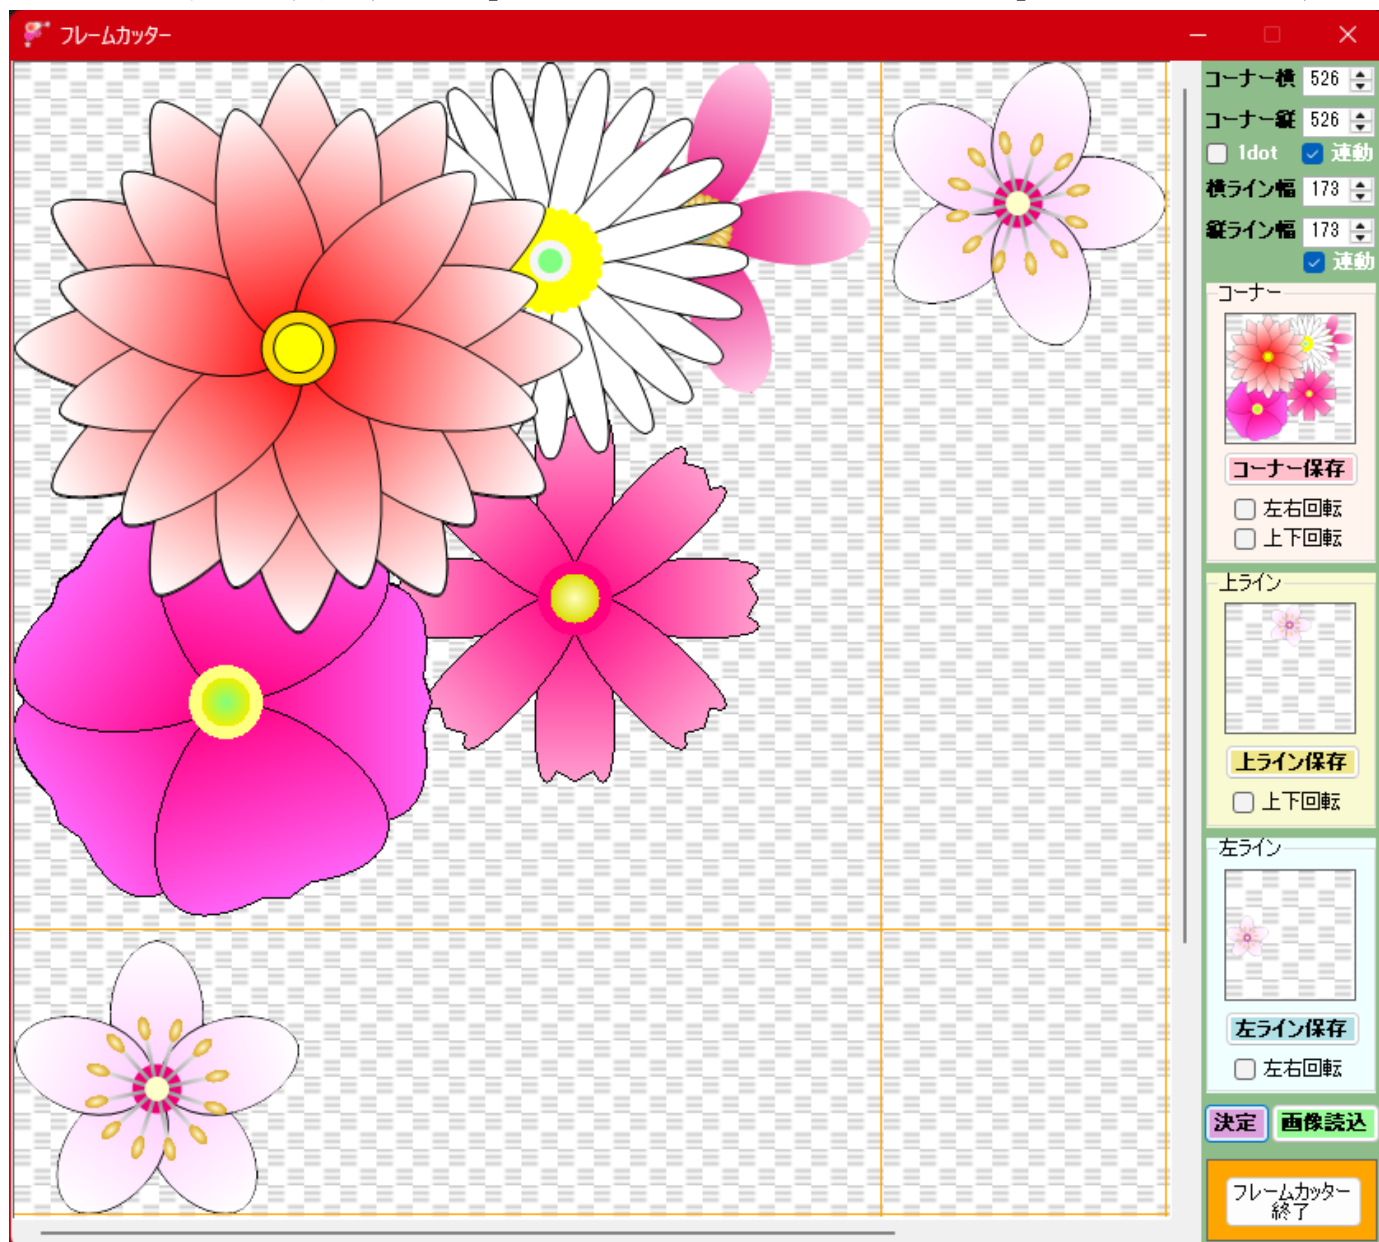 フレームカッター
コーナー横 526
コーナー縦 526
1dot 連動
横ライン幅 173
縦ライン幅 173
連動
コーナー
コーナー保存
左右回転
上下回転
上ライン
上ライン保存
上下回転
左ライン
左ライン保存
左右回転
決定 画像読込
フレームカッター
終了